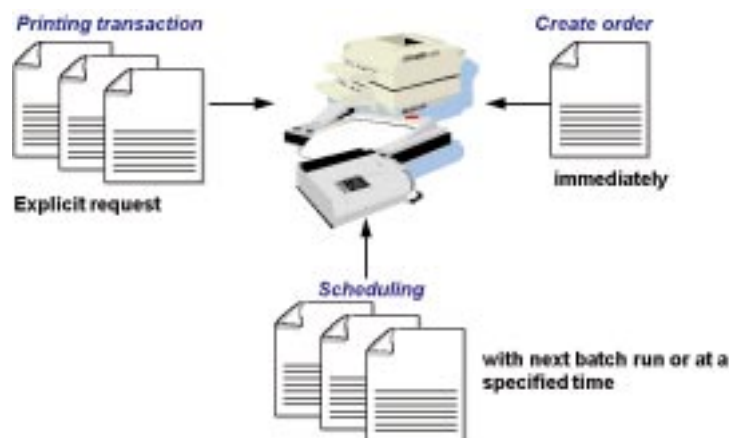 Printing transaction
Create order
Explicit request
immediately
Scheduling
with next batch run or at a
specified time